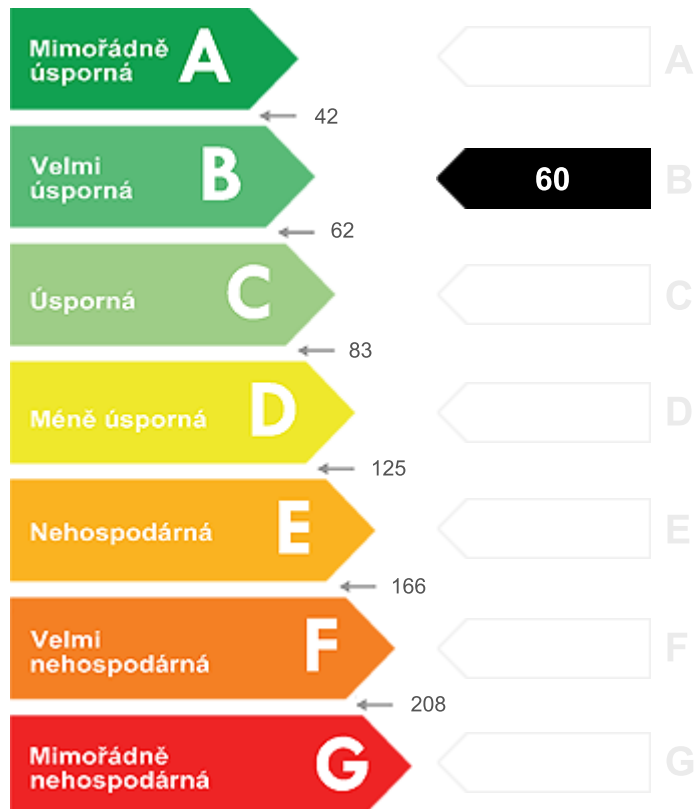 Mimořádně
úsporná
A
A
42
Velmi
úsporná
B
60
B
62
Úsporná
C
C
83
Méně úsporná
D
D
125
Nehospodárná
E
E
166
Velmi
nehospodárná
F
F
208
Mimořádně
nehospodárná
G
G